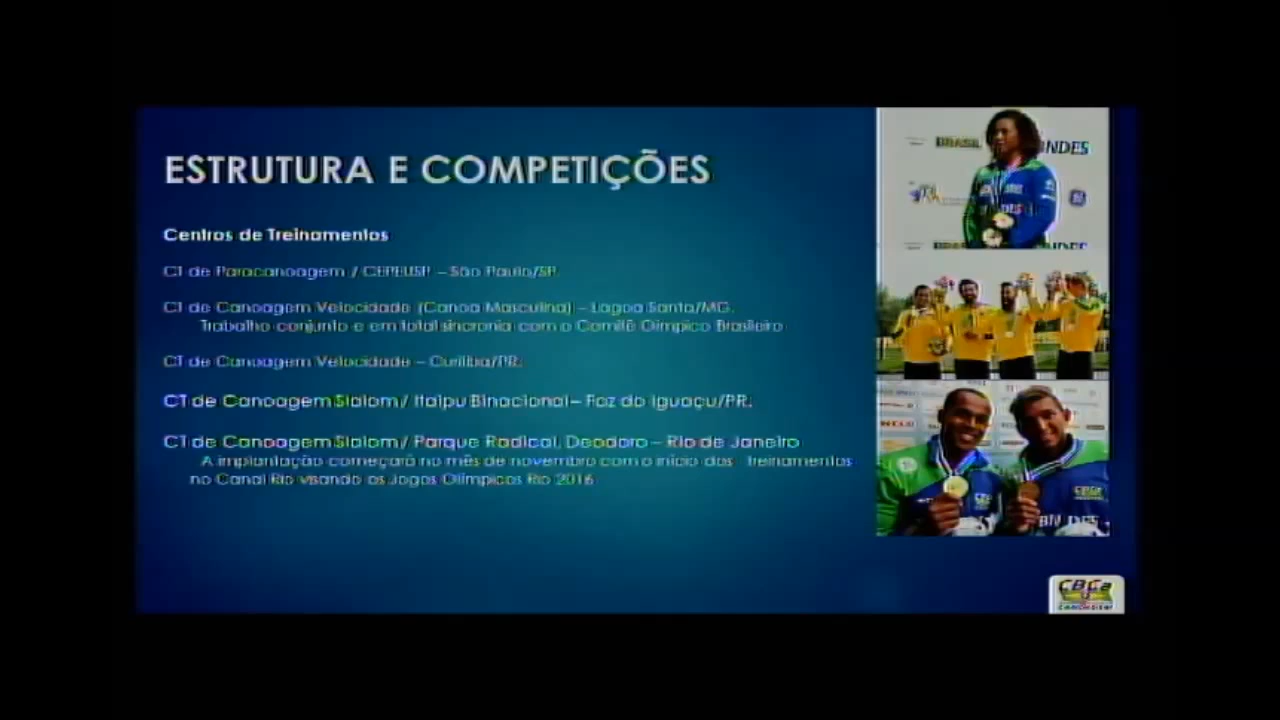 ESTRUTURA E COMPETIÇÕES
Centros de Treinamentos
CT de Paracanoagem / CEPEUSP – São Paulo/SP.
CT de Canoagem Velocidade (Canoa Masculina) – Lagoa Santa/MG.
Trabalho conjunto e em total sincronia com o Comitê Olímpico Brasileiro
CT de Canoagem Velocidade – Curitiba/PR.
CT de Canoagem Slalom / Itaipu Binacional – Foz do Iguaçu/PR.
CT de Canoagem Slalom / Parque Radical, Deodoro – Rio de Janeiro
A implantação começará no mês de novembro com o início dos treinamentos
no Canal Rio visando os Jogos Olímpicos Rio 2016
BRASIL
NDES
CBCa
BNDES